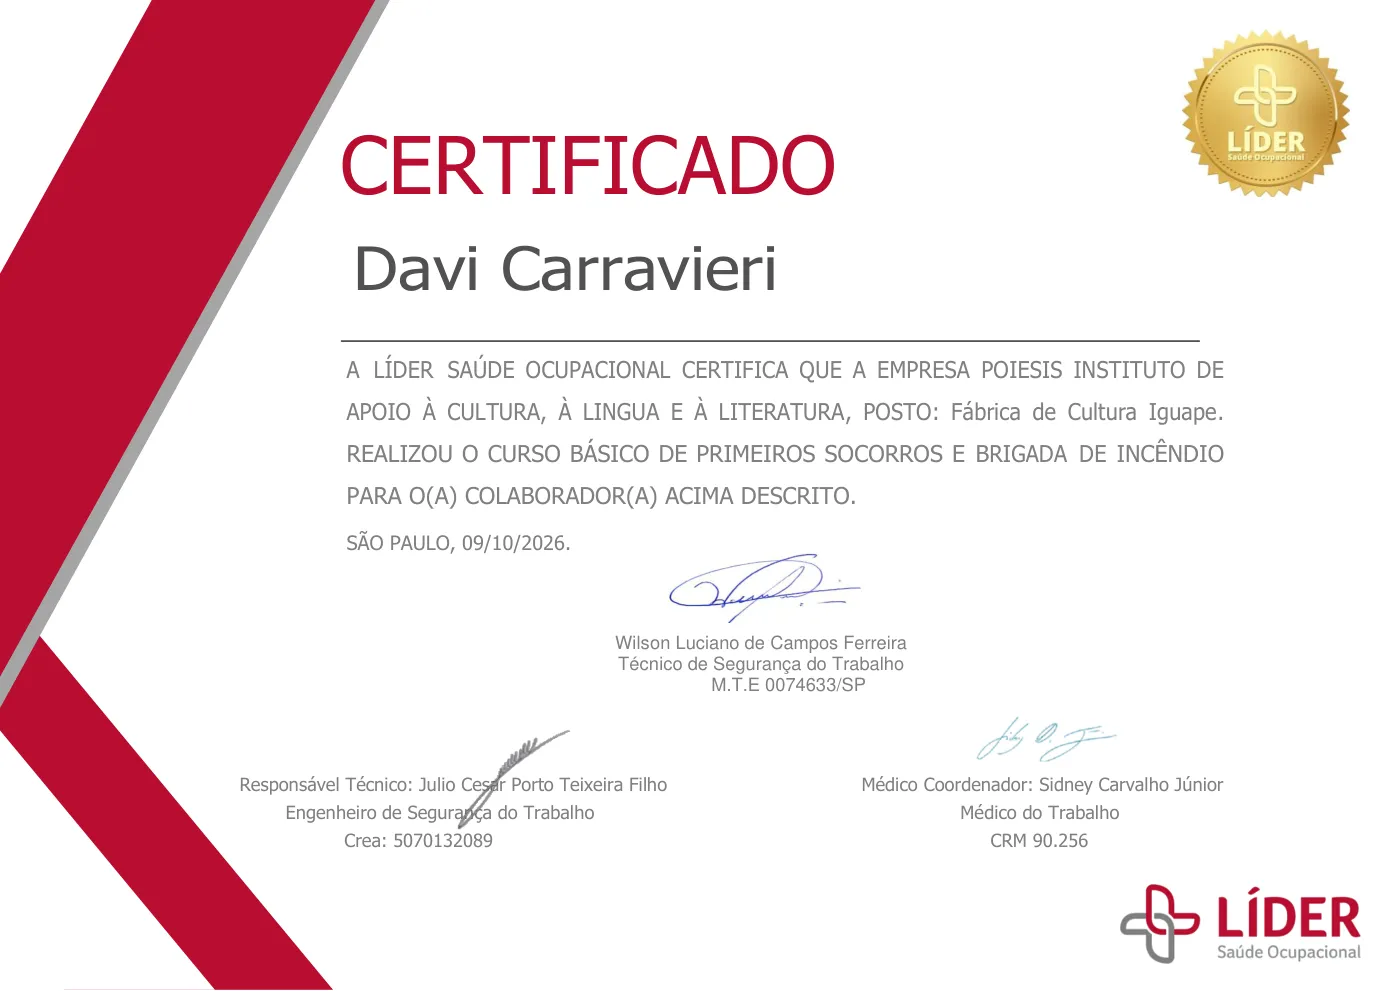 LÍDER
Saúde Ocupacional
CERTIFICADO
Davi Carravieri
A LÍDER SAÚDE OCUPACIONAL CERTIFICA QUE A EMPRESA POIESIS INSTITUTO DE
APOIO À CULTURA, À LINGUA E À LITERATURA, POSTO: Fábrica de Cultura Iguape.
REALIZOU O CURSO BÁSICO DE PRIMEIROS SOCORROS E BRIGADA DE INCÊNDIO
PARA O(A) COLABORADOR(A) ACIMA DESCRITO.
SÃO PAULO, 09/10/2026.
Wilson Luciano de Campos Ferreira
Técnico de Segurança do Trabalho
M.T.E 0074633/SP
Responsável Técnico: Julio Cesar Porto Teixeira Filho
Engenheiro de Segurança do Trabalho
Crea: 5070132089
Médico Coordenador: Sidney Carvalho Júnior
Médico do Trabalho
CRM 90.256
LÍDER
Saúde Ocupacional